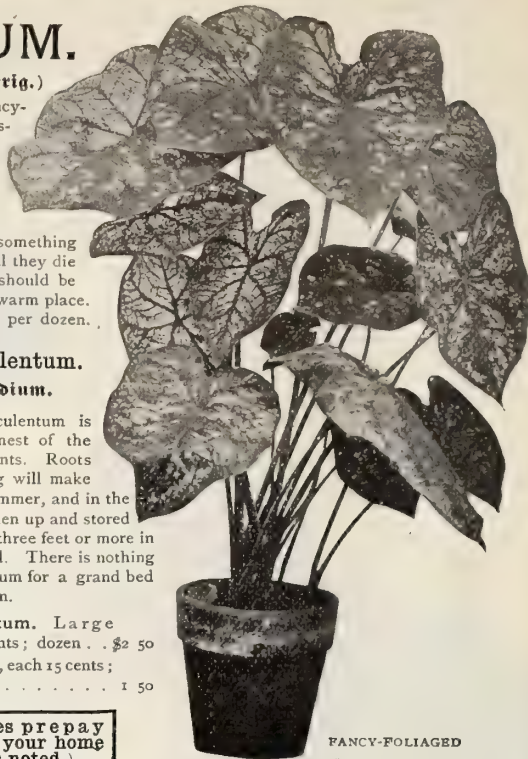 UM.
rig.)
ncy-
s-
something
l they die
should be
warm place.
per dozen.
lentum.
dium.
culentum is
nest of the
nts. Roots
g will make
mmer, and in the
en up and stored
three feet or more in
l. There is nothing
um for a grand bed
n.
tum. Large
nts; dozen . . $2 50
, each 15 cents;
. . . . . . . . 1 50
es prepay
your home
e noted.)
FANCY-FOLIAGED